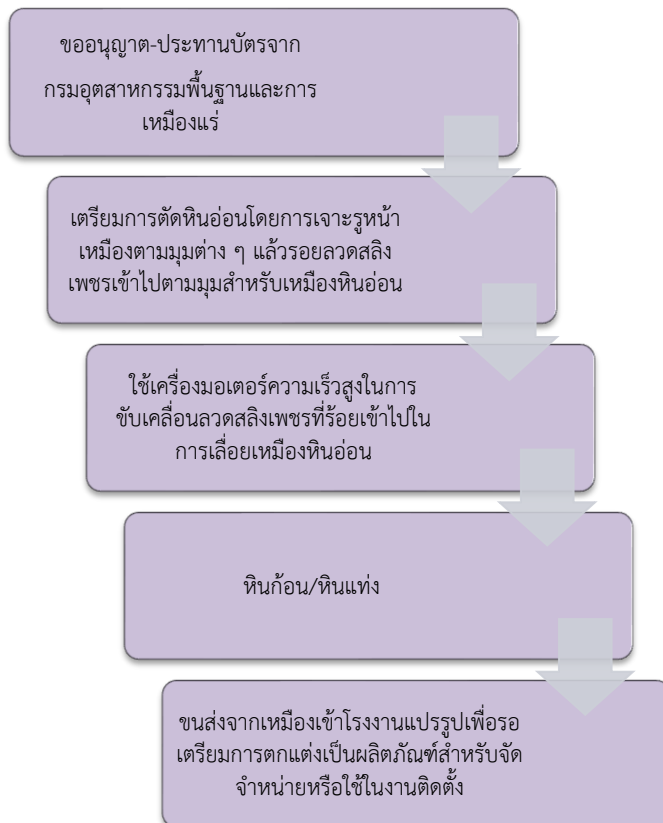 ขออนุญาต-ประทานบัตรจาก
กรมอุตสาหกรรมพื้นฐานและการ
เหมืองแร่
เตรียมการตัดหินอ่อนโดยการเจาะรูหน้า
เหมืองตามมุมต่าง ๆ แล้วรอยลวดสลิง
เพชรเข้าไปตามมุมสำหรับเหมืองหินอ่อน
ใช้เครื่องมอเตอร์ความเร็วสูงในการ
ขับเคลื่อนลวดสลิงเพชรที่ร้อยเข้าไปใน
การเลื่อยเหมืองหินอ่อน
หินก้อน/หินแท่ง
ขนส่งจากเหมืองเข้าโรงงานแปรรูปเพื่อรอ
เตรียมการตกแต่งเป็นผลิตภัณฑ์สำหรับจัด
จำหน่ายหรือใช้ในงานติดตั้ง